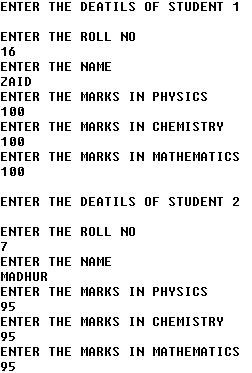 ENTER THE DEATILS OF STUDENT 1
ENTER THE ROLL NO
16
ENTER THE NAME
ZAID
ENTER THE MARKS IN PHYSICS
100
ENTER THE MARKS IN CHEMISTRY
100
ENTER THE MARKS IN MATHEMATICS
100
ENTER THE DEATILS OF STUDENT 2
ENTER THE ROLL NO
7
ENTER THE NAME
MADHUR
ENTER THE MARKS IN PHYSICS
95
ENTER THE MARKS IN CHEMISTRY
95
ENTER THE MARKS IN MATHEMATICS
95